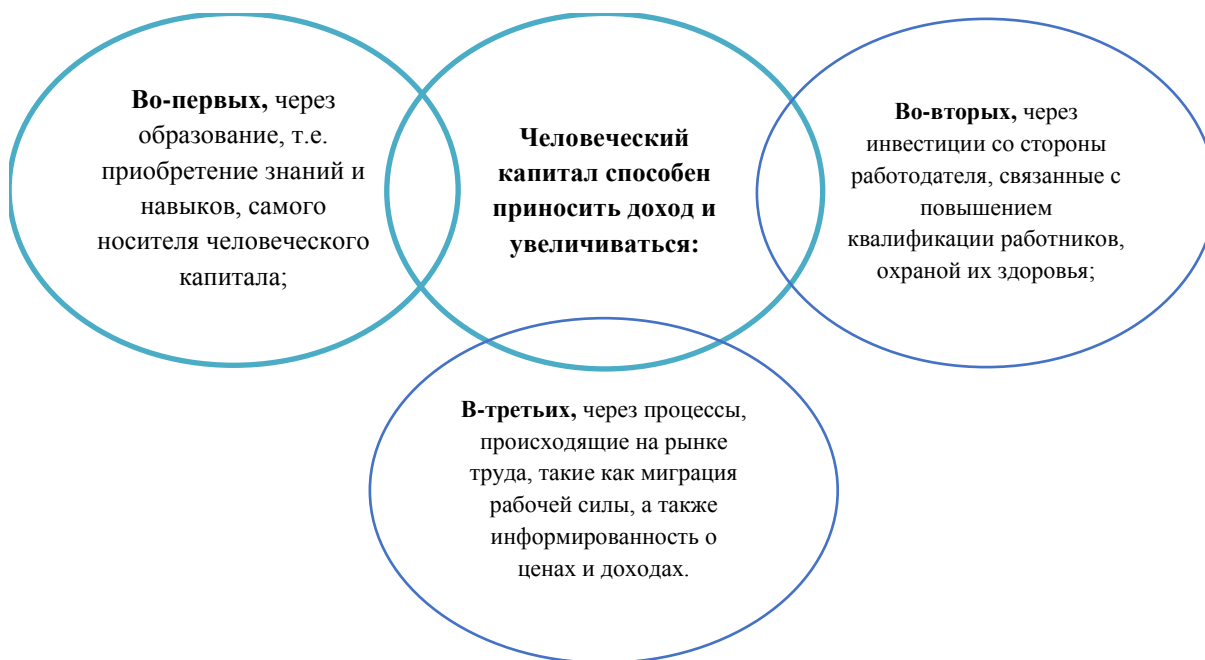 Человеческий
капитал способен
приносить доход и
увеличиваться:
Во-первых, через
образование, т.е.
приобретение знаний и
навыков, самого
носителя человеческого
капитала;
Во-вторых, через
инвестиции со стороны
работодателя, связанные с
повышением
квалификации работников,
охраной их здоровья;
В-третьих, через процессы,
происходящие на рынке
труда, такие как миграция
рабочей силы, а также
информированность о
ценах и доходах.